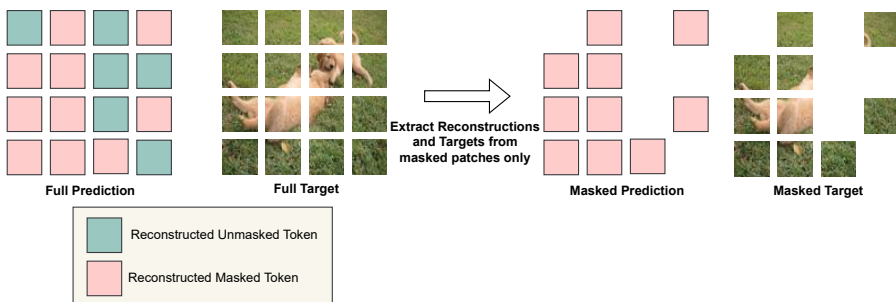 Extract Reconstructions
and Targets from
masked patches only
Full Prediction
Full Target
Masked Prediction
Masked Target
Reconstructed Unmasked Token
Reconstructed Masked Token